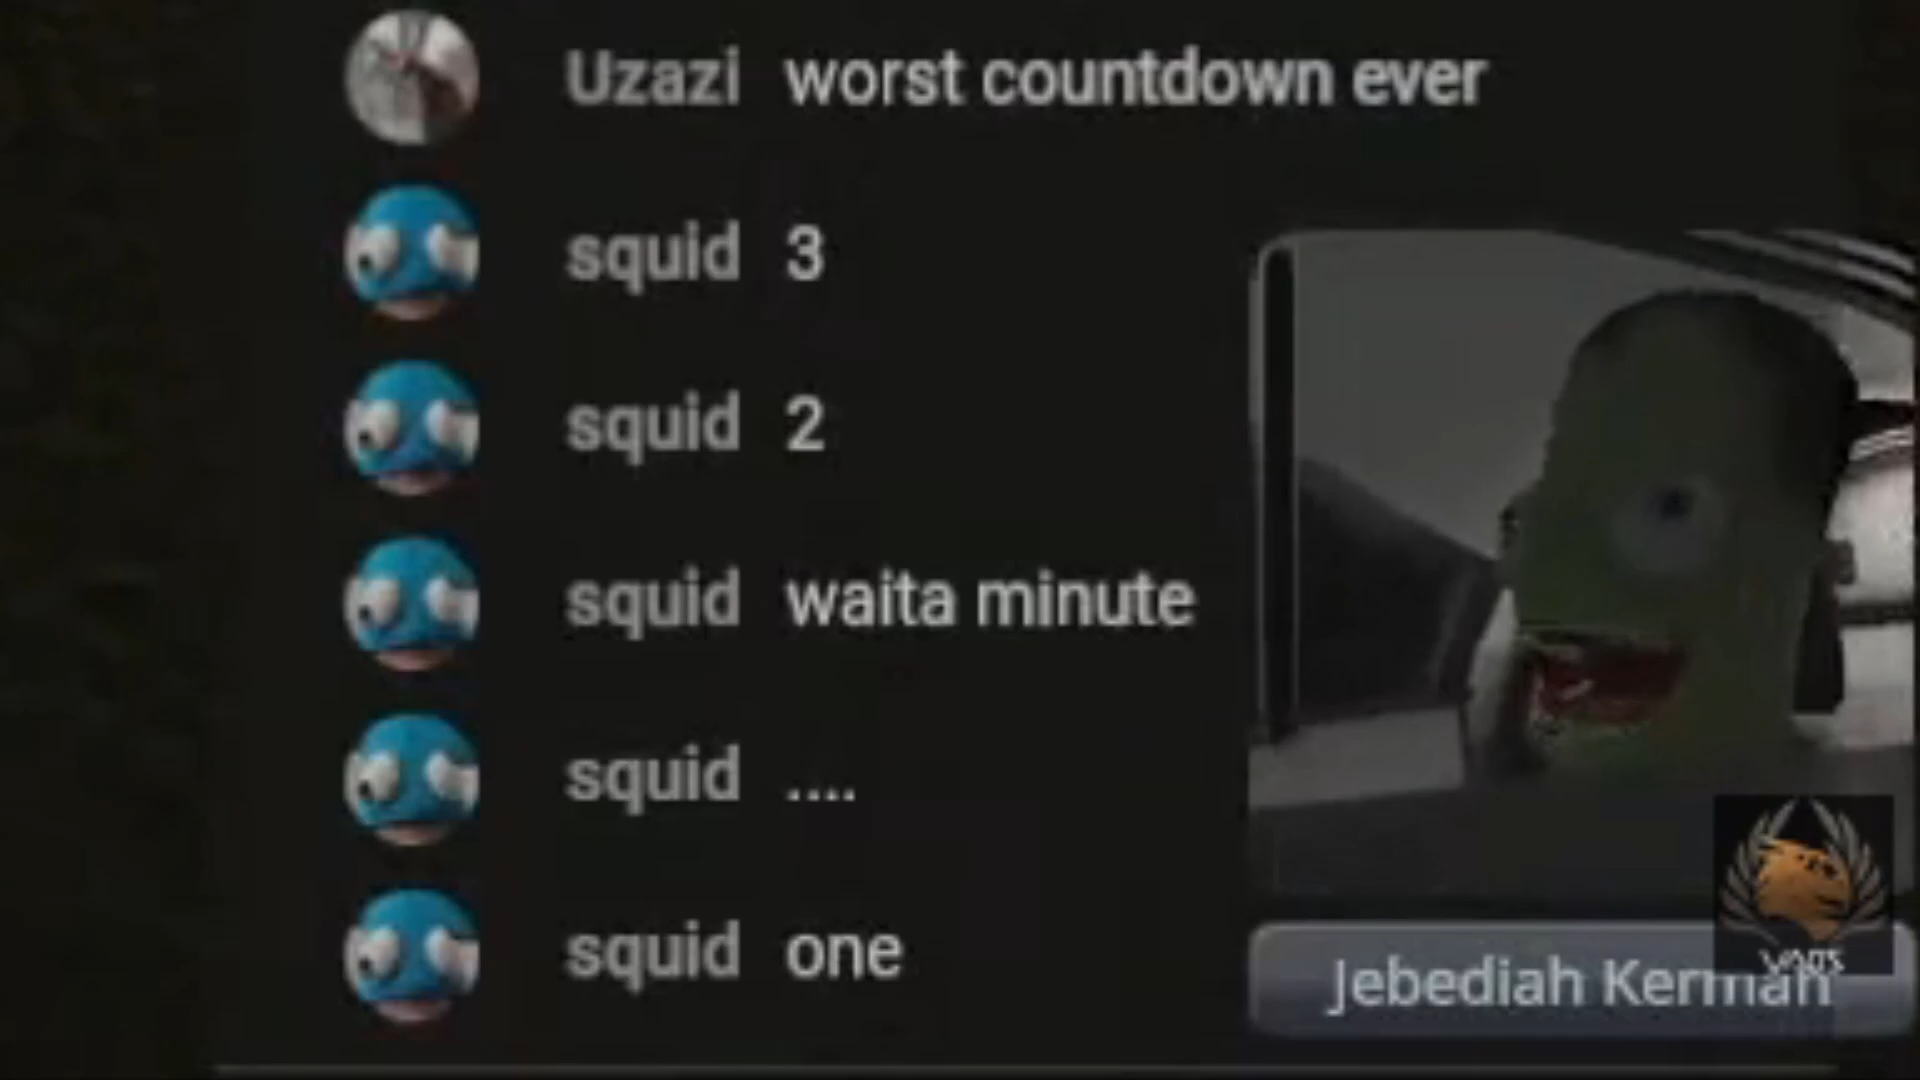 Uzazi worst countdown ever
squid 3
squid 2
squid waita minute
squid ....
squid one
Jebediah Kerman